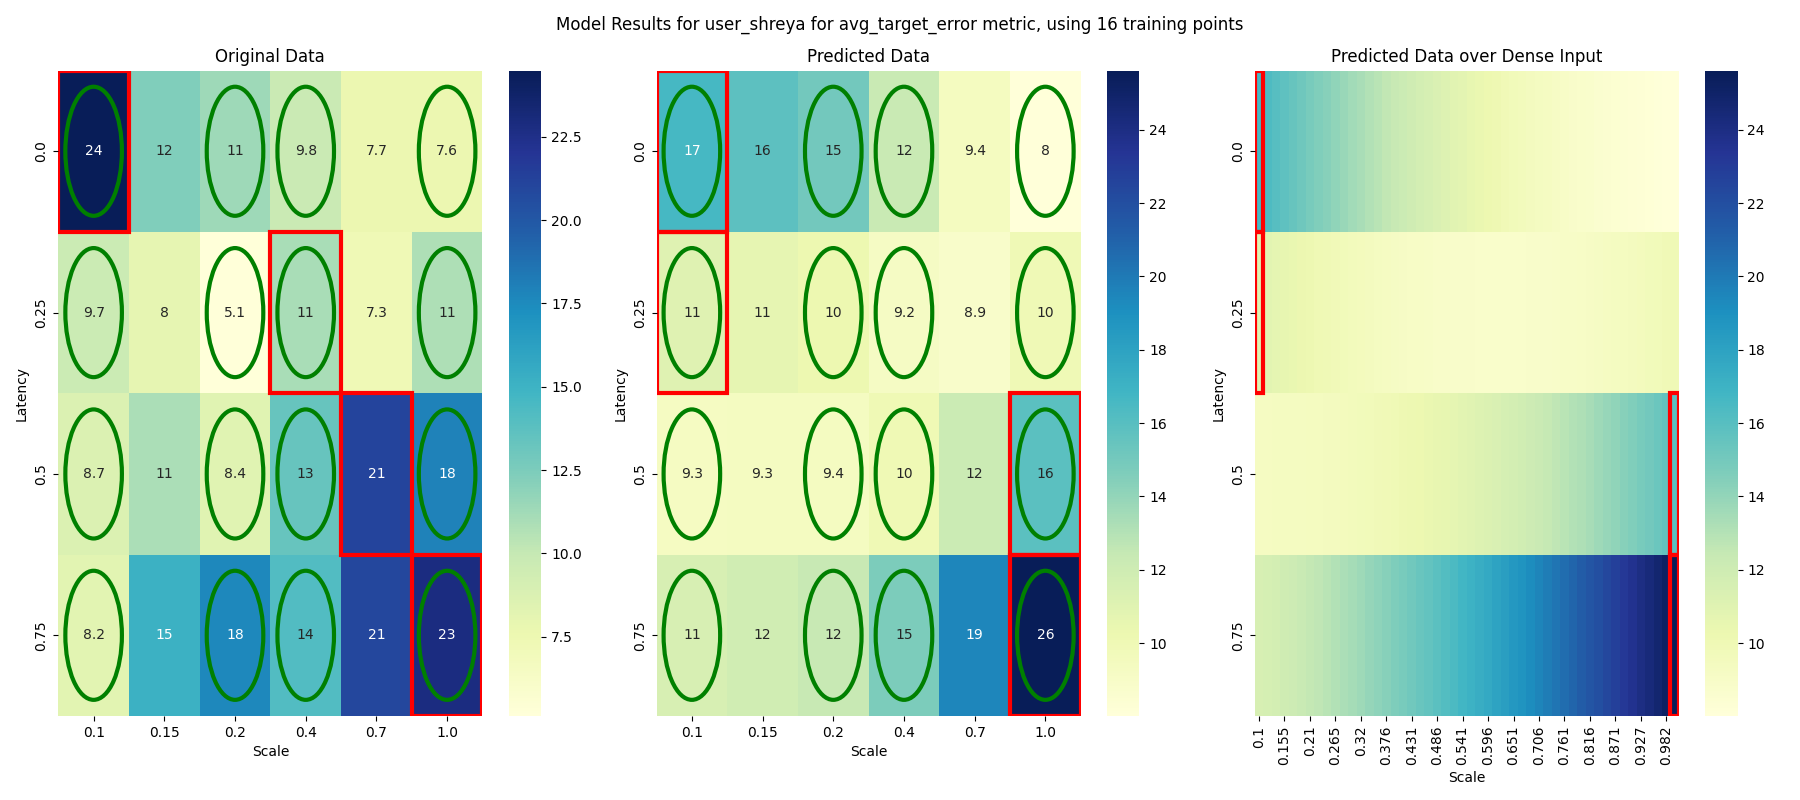 Model Results for user_shreya for avg_target_error metric, using 16 training points
Original Data
Latency
0.0
0.25
0.5
0.75
24 12 11 9.8 7.7 7.6
9.7 8 5.1 11 7.3 11
8.7 11 8.4 13 21 18
8.2 15 18 14 21 23
0.1 0.15 0.2 0.4 0.7 1.0
Scale
22.5
20.0
17.5
15.0
12.5
10.0
7.5
Predicted Data
Latency
0.0
0.25
0.5
0.75
17 16 15 12 9.4 8
11 11 10 9.2 8.9 10
9.3 9.3 9.4 10 12 16
11 12 12 15 19 26
0.1 0.15 0.2 0.4 0.7 1.0
Scale
24
22
20
18
16
14
12
10
Predicted Data over Dense Input
Latency
0.0
0.25
0.5
0.75
0.1 0.155 0.21 0.265 0.32 0.376 0.431 0.486 0.541 0.596 0.651 0.706 0.761 0.816 0.871 0.927 0.982
Scale
24
22
20
18
16
14
12
10